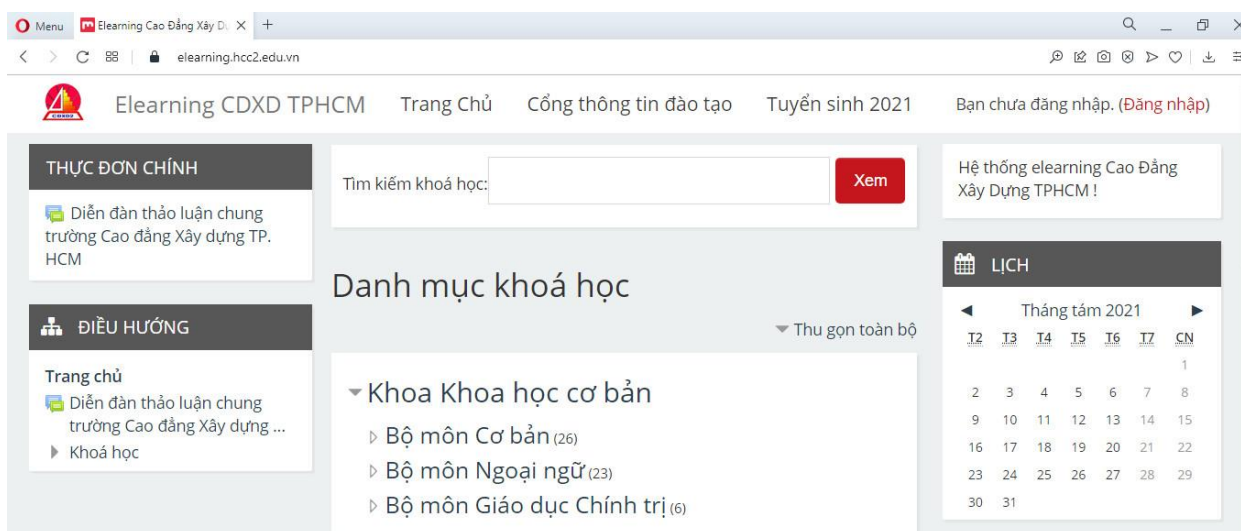 Menu
Elearning Cao Đẳng Xây D
elearning.hcc2.edu.vn
CDXD2
Elearning CDXD TPHCM Trang Chủ Cổng thông tin đào tạo Tuyển sinh 2021 Bạn chưa đăng nhập. (Đăng nhập)
THỰC ĐƠN CHÍNH
Diễn đàn thảo luận chung
trường Cao đẳng Xây dựng TP.
HCM
ĐIỀU HƯỚNG
Trang chủ
Diễn đàn thảo luận chung
trường Cao đẳng Xây dựng ...
Khoá học
Tìm kiếm khoá học: Xem
Danh mục khoá học
Thu gọn toàn bộ
Khoa Khoa học cơ bản
Bộ môn Cơ bản (26)
Bộ môn Ngoại ngữ (23)
Bộ môn Giáo dục Chính trị (6)
Hệ thống elearning Cao Đẳng
Xây Dựng TPHCM !
LỊCH
Tháng tám 2021
T2 T3 T4 T5 T6 T7 CN
1
2 3 4 5 6 7 8
9 10 11 12 13 14 15
16 17 18 19 20 21 22
23 24 25 26 27 28 29
30 31